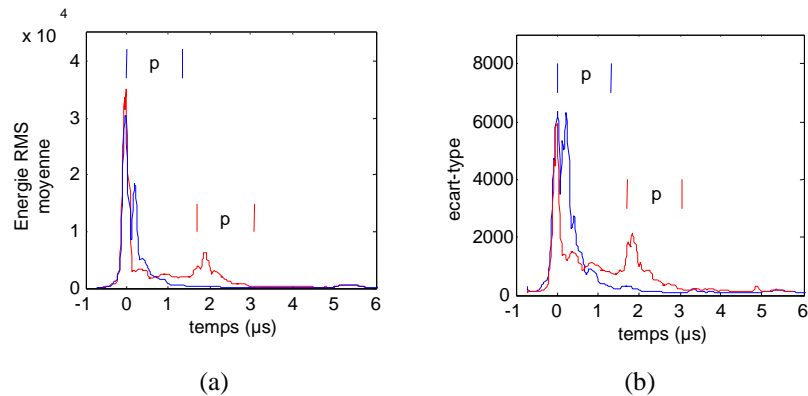 4
x 10
4
3
2
1
0
p
p
Energie RMS
moyenne
-1 0 1 2 3 4 5 6
temps (µs)
(a)
8000
6000
4000
2000
0
p
p
ecart-type
-1 0 1 2 3 4 5 6
temps (µs)
(b)